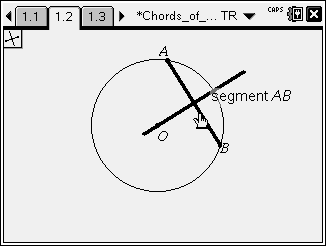 1.1 1.2 1.3 *Chords_of_... TR CAPS
A
segment AB
O
B